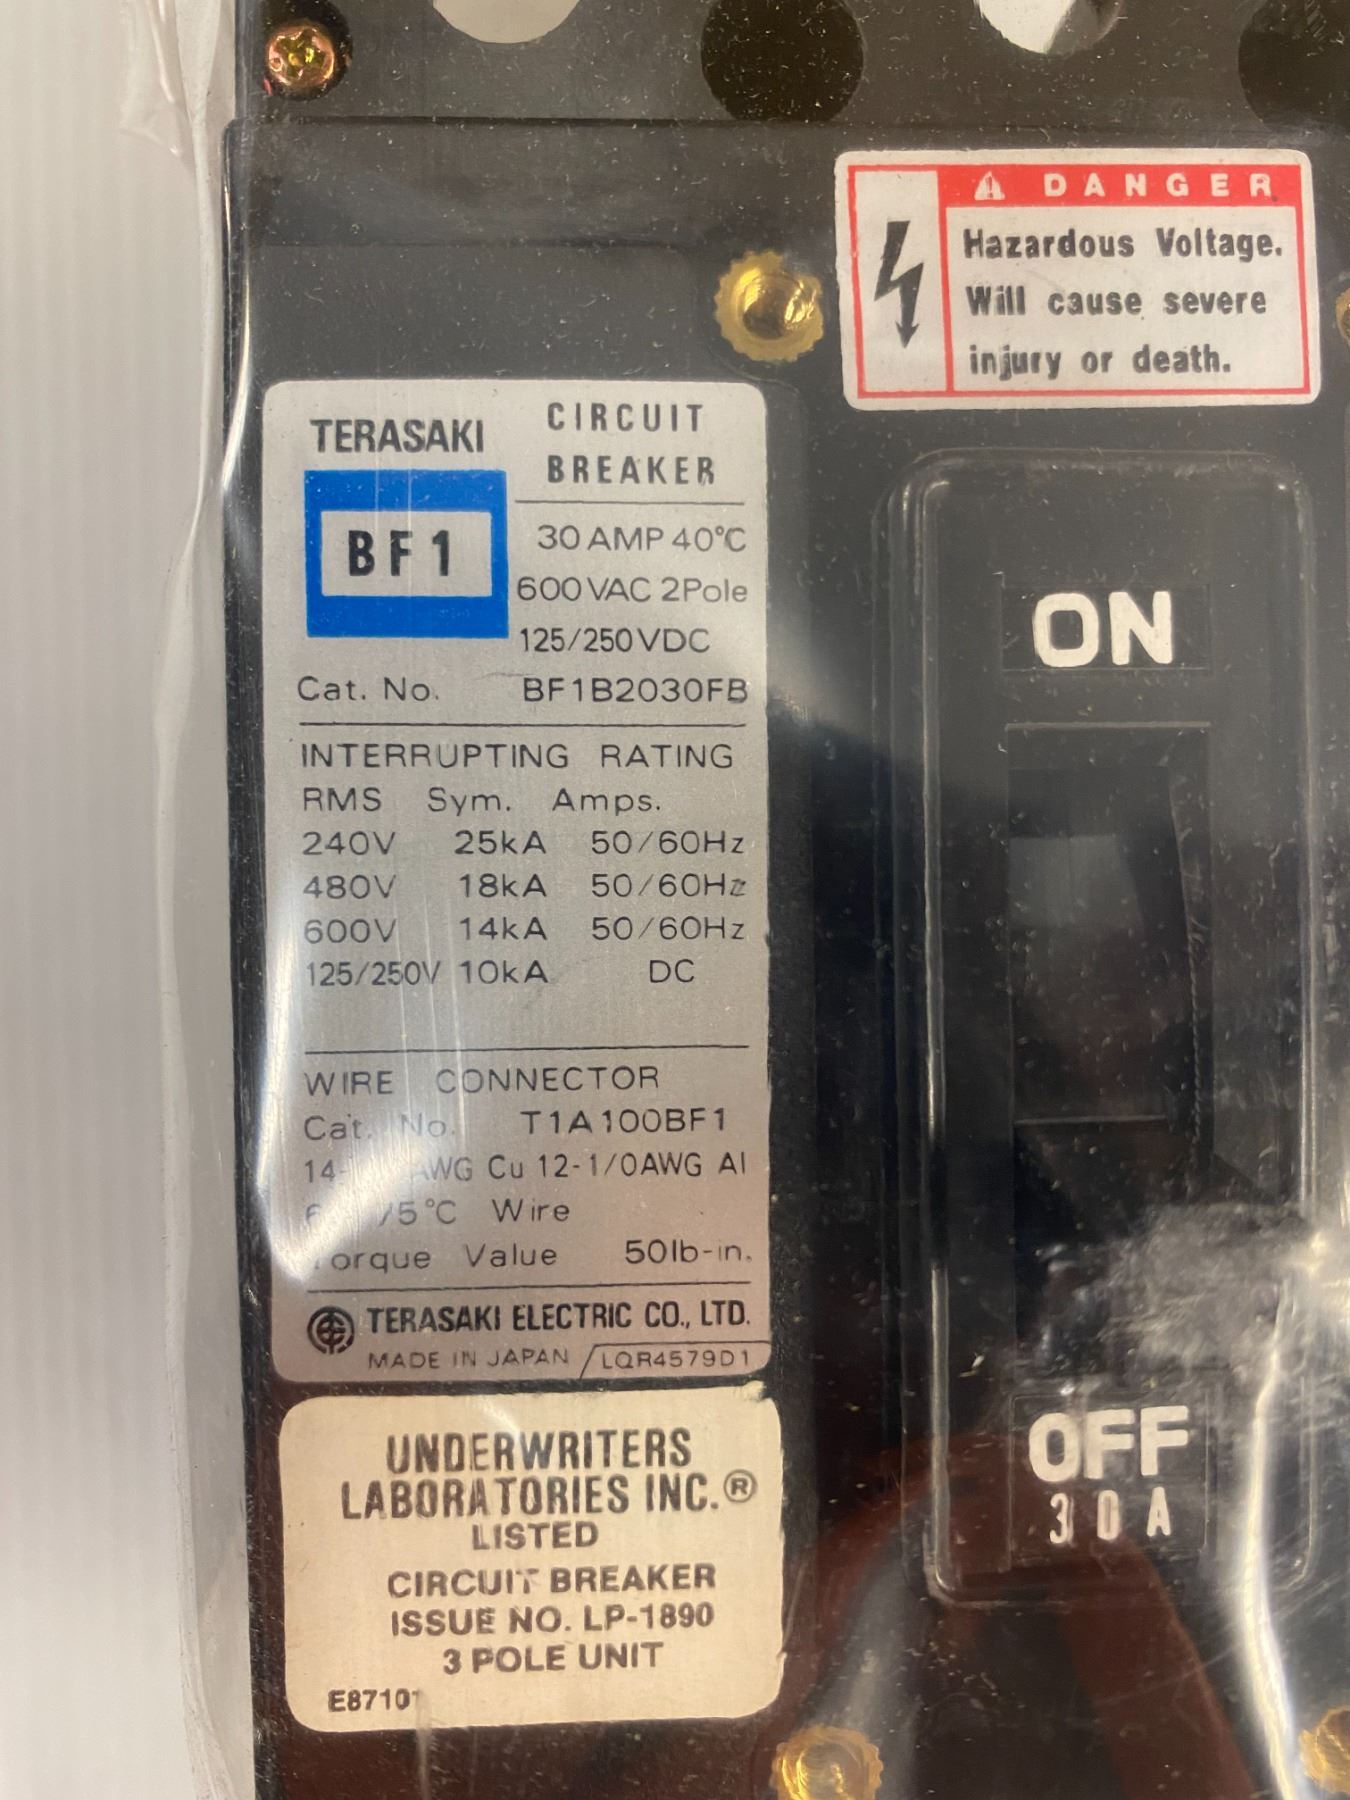 DANGER
Hazardous Voltage.
Will cause severe
injury or death.
TERASAKI
BF1
CIRCUIT
BREAKER
30 AMP 40°C
600 VAC 2Pole
125/250VDC
Cat. No. BF1B2030FB
INTERRUPTING RATING
RMS Sym. Amps.
240V 25kA 50/60Hz
480V 18kA 50/60Hz
600V 14kA 50/60Hz
125/250V 10kA DC
WIRE CONNECTOR
Cat. No. T1A100BF1
AWG Cu 12-1/0AWG Al
Wire
Torque Value 50lb-in.
TERASAKI ELECTRIC CO., LTD.
MADE IN JAPAN LQR4579D1
UNDERWRITERS
LABORATORIES INC.®
LISTED
CIRCUIT BREAKER
ISSUE NO. LP-1890
3 POLE UNIT
E87101
ON
OFF
30A